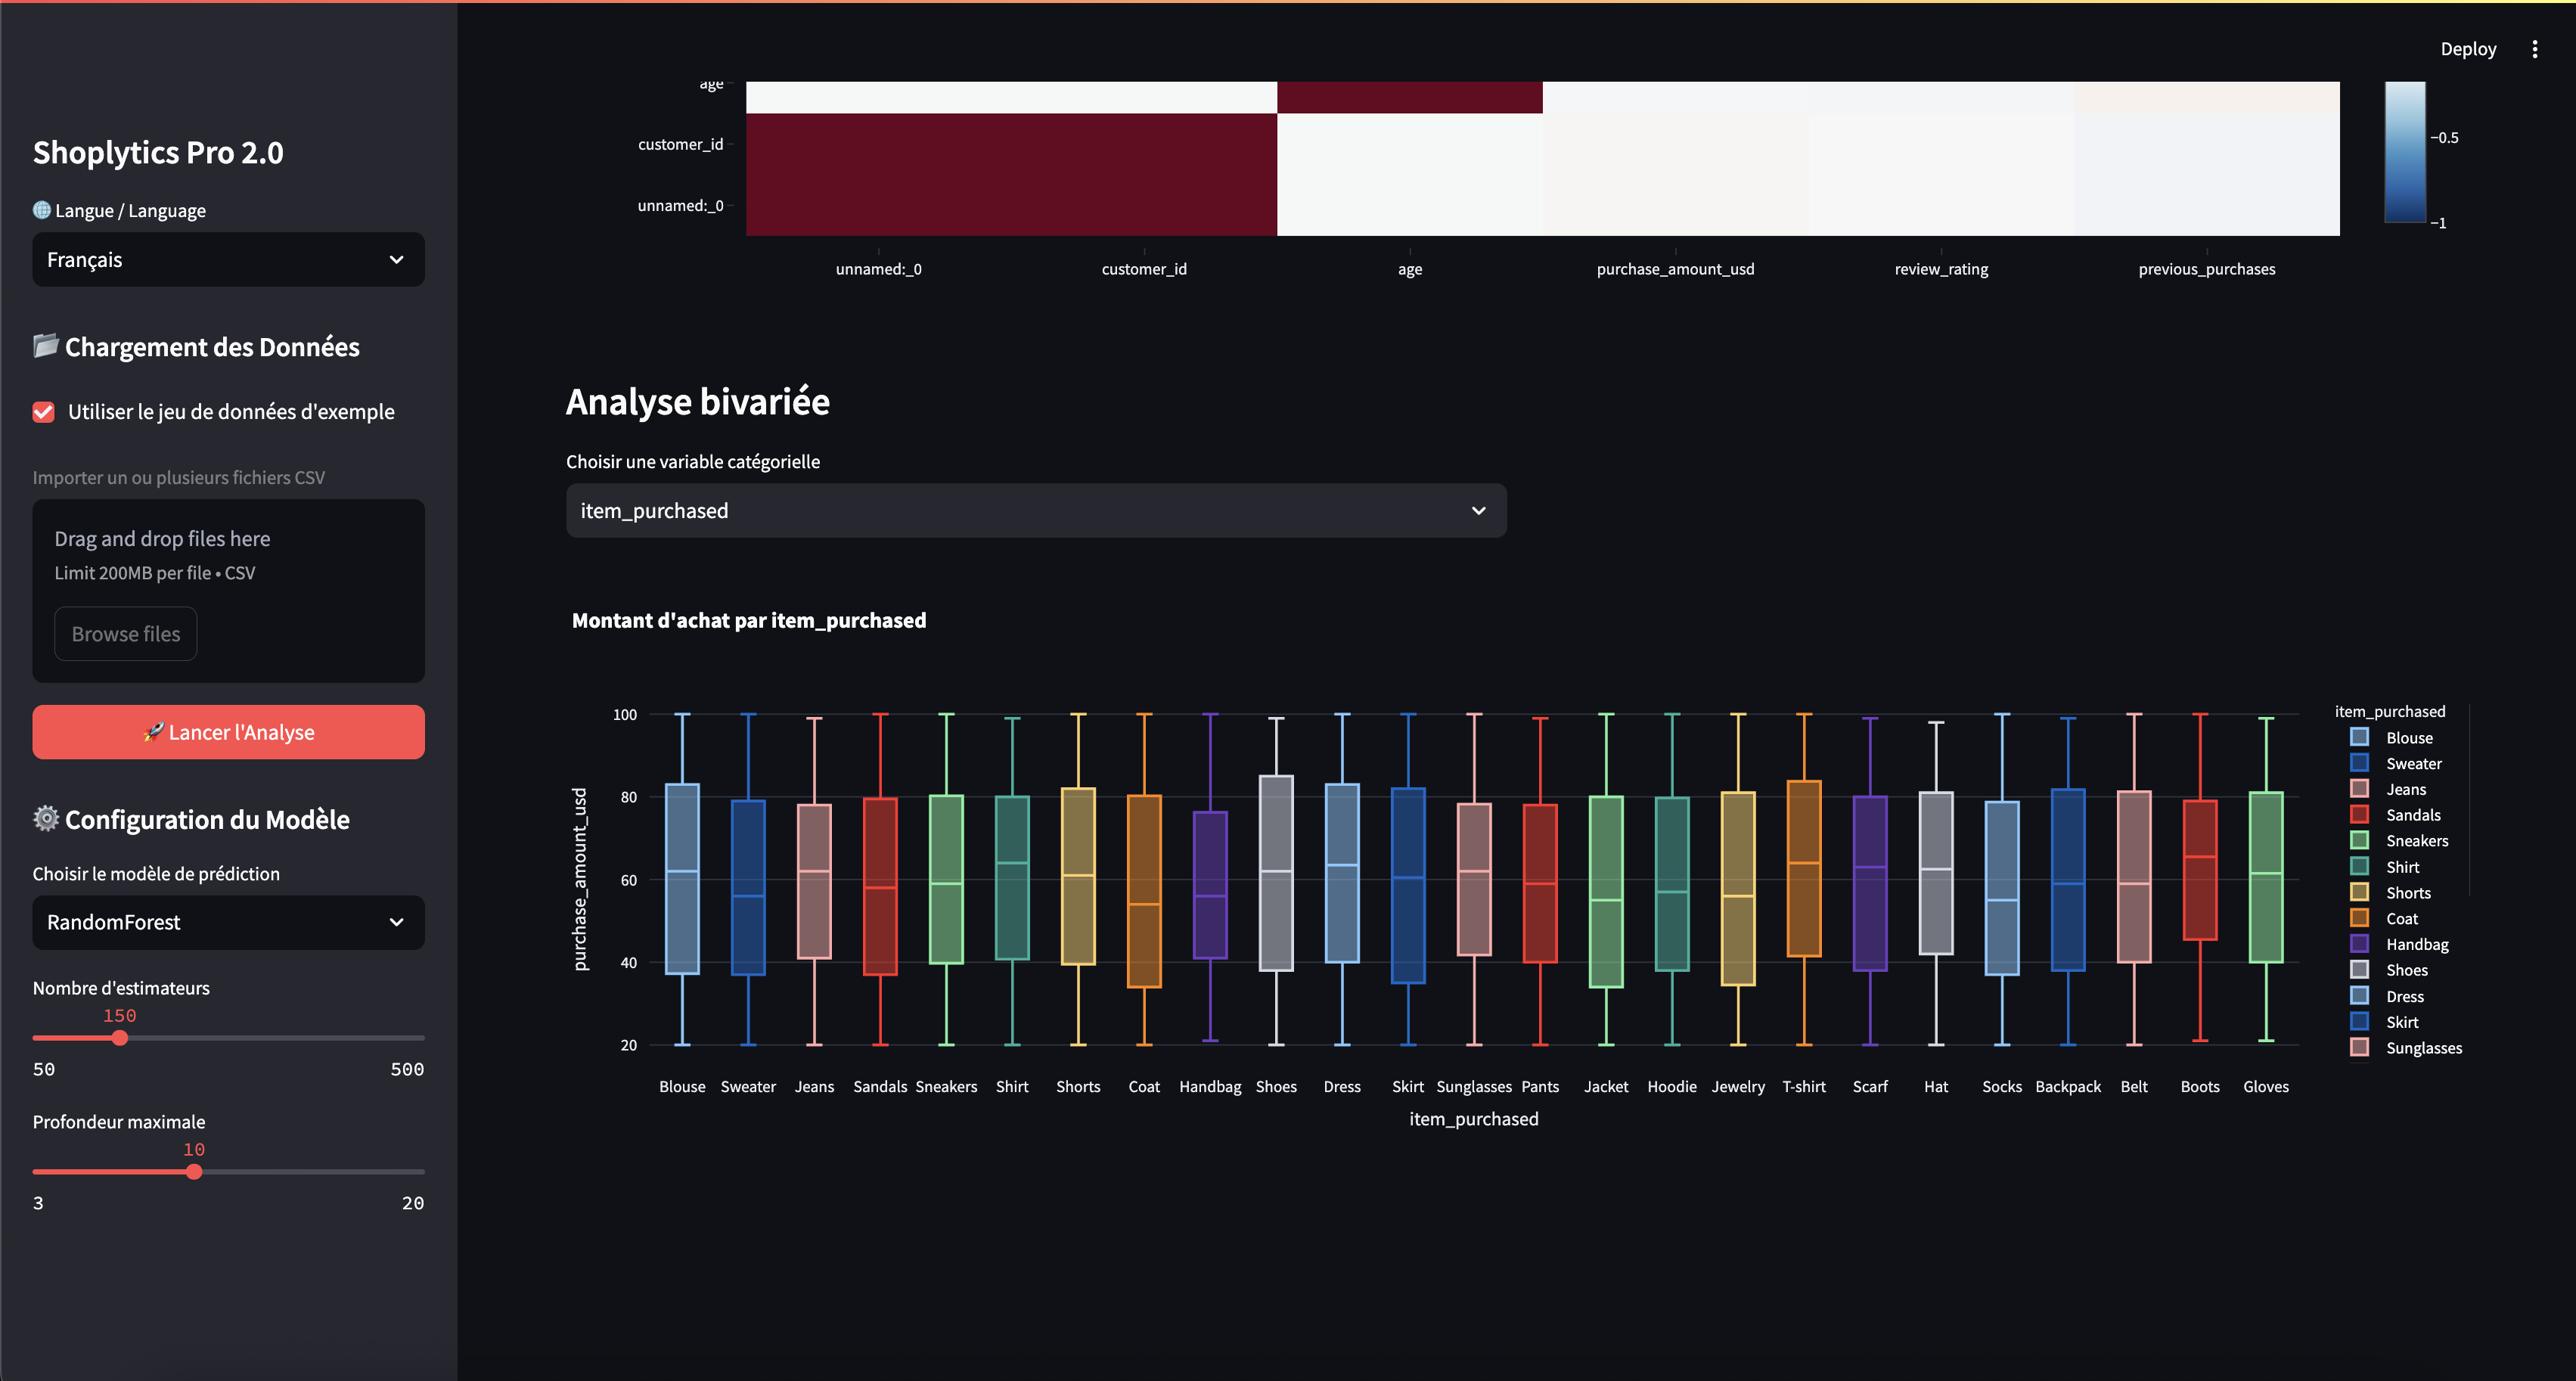 Deploy
Shoplytics Pro 2.0
🌐 Langue / Language
Français
📂 Chargement des Données
Utiliser le jeu de données d'exemple
Importer un ou plusieurs fichiers CSV
Drag and drop files here
Limit 200MB per file • CSV
Browse files
🚀 Lancer l'Analyse
⚙️ Configuration du Modèle
Choisir le modèle de prédiction
RandomForest
Nombre d'estimateurs
150
50 500
Profondeur maximale
10
3 20
age
customer_id
unnamed:_0
unnamed:_0 customer_id age purchase_amount_usd review_rating previous_purchases
−0.5
−1
Analyse bivariée
Choisir une variable catégorielle
item_purchased
Montant d'achat par item_purchased
purchase_amount_usd
100
80
60
40
20
Blouse Sweater Jeans Sandals Sneakers Shirt Shorts Coat Handbag Shoes Dress Skirt Sunglasses Pants Jacket Hoodie Jewelry T-shirt Scarf Hat Socks Backpack Belt Boots Gloves
item_purchased
item_purchased
Blouse
Sweater
Jeans
Sandals
Sneakers
Shirt
Shorts
Coat
Handbag
Shoes
Dress
Skirt
Sunglasses